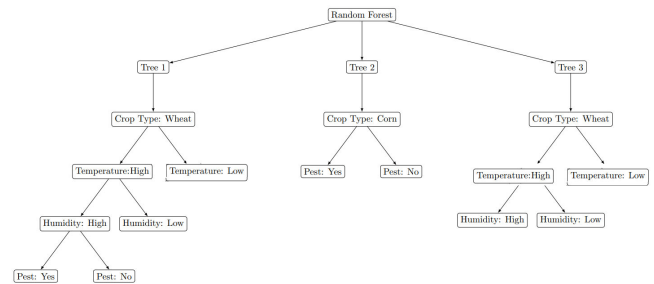 Random Forest
Tree 1
Tree 2
Tree 3
Crop Type: Wheat
Crop Type: Corn
Crop Type: Wheat
Temperature:High
Temperature: Low
Pest: Yes
Pest: No
Temperature:High
Temperature: Low
Humidity: High
Humidity: Low
Humidity: High
Humidity: Low
Pest: Yes
Pest: No